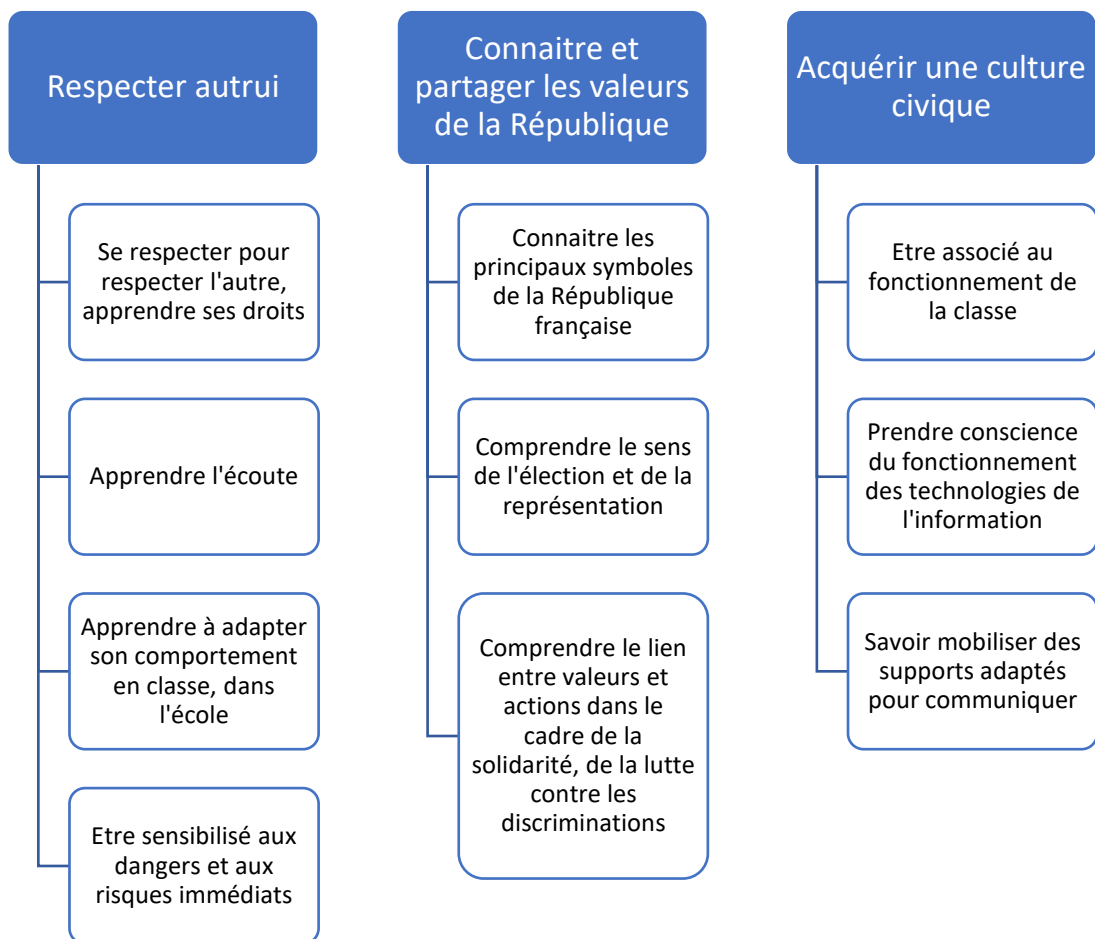 Respecter autrui
Se respecter pour
respecter l'autre,
apprendre ses droits
Apprendre l'écoute
Apprendre à adapter
son comportement
en classe, dans
l'école
Etre sensibilisé aux
dangers et aux
risques immédiats
Connaitre et
partager les valeurs
de la République
Connaitre les
principaux symboles
de la République
française
Comprendre le sens
de l'élection et de la
représentation
Comprendre le lien
entre valeurs et
actions dans le
cadre de la
solidarité, de la lutte
contre les
discriminations
Acquérir une culture
civique
Etre associé au
fonctionnement de
la classe
Prendre conscience
du fonctionnement
des technologies de
l'information
Savoir mobiliser des
supports adaptés
pour communiquer